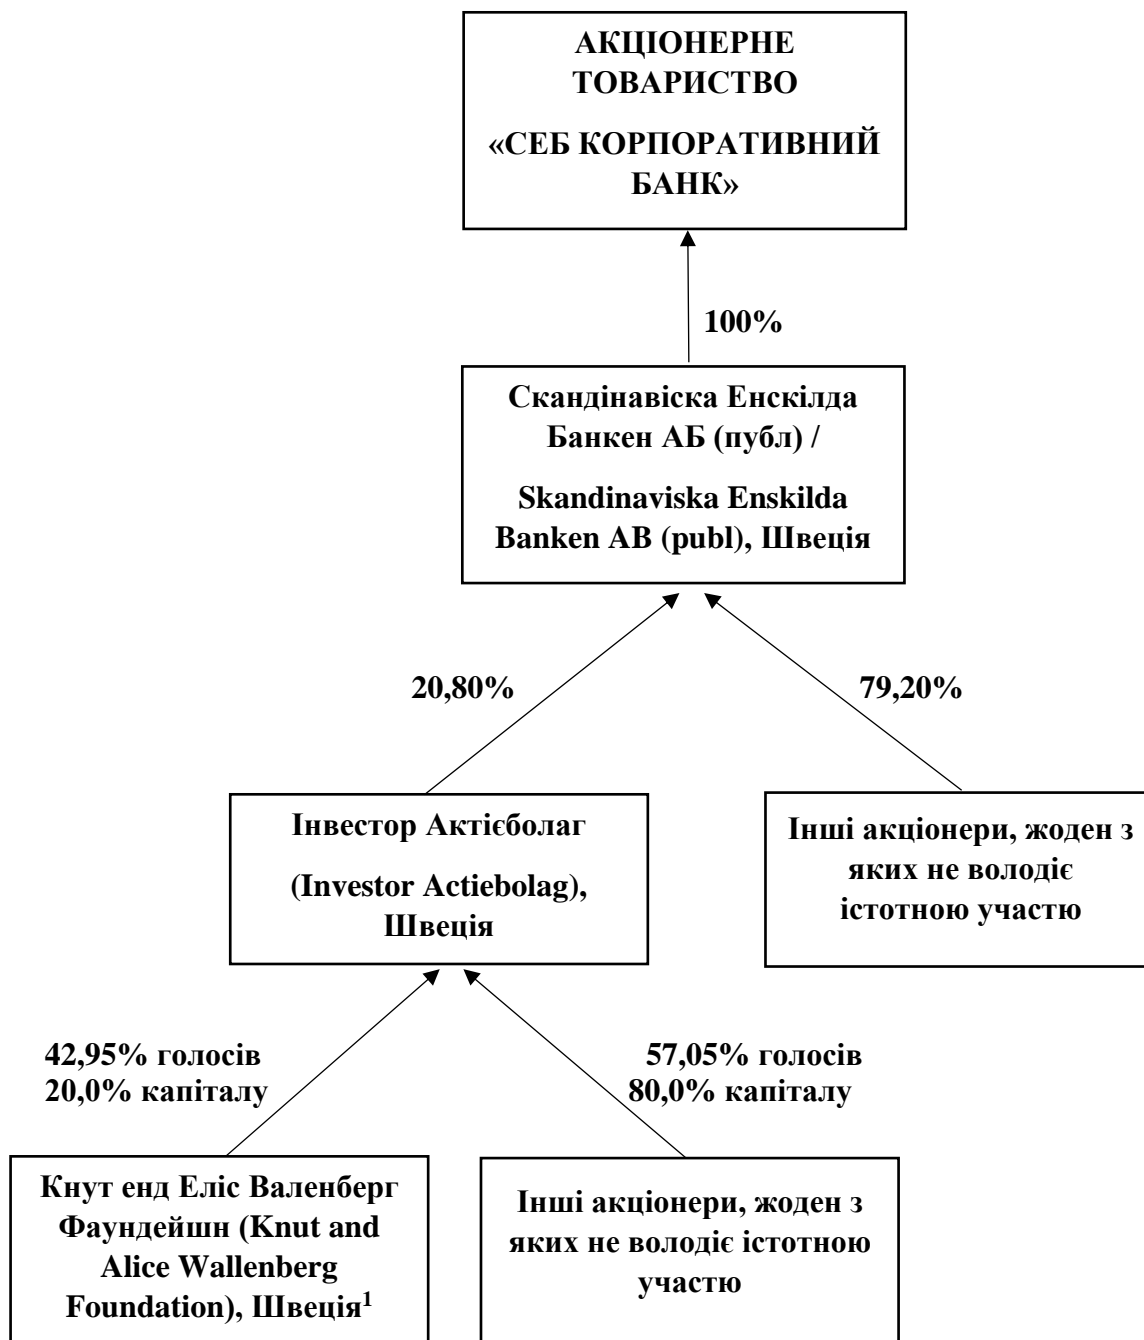 АКЦІОНЕРНЕ
ТОВАРИСТВО
«СЕБ КОРПОРАТИВНИЙ
БАНК»
100%
Скандінавіска Енскілда
Банкен АБ (публ) /
Skandinaviska Enskilda
Banken AB (publ), Швеція
20,80%
79,20%
Інвестор Актієболаг
(Investor Actiebolag),
Швеція
Інші акціонери, жоден з
яких не володіє
істотною участю
42,95% голосів
20,0% капіталу
57,05% голосів
80,0% капіталу
Кнут енд Еліс Валенберг
Фаундейшн (Knut and
Alice Wallenberg
Foundation), Швеція¹
Інші акціонери, жоден з
яких не володіє істотною
участю